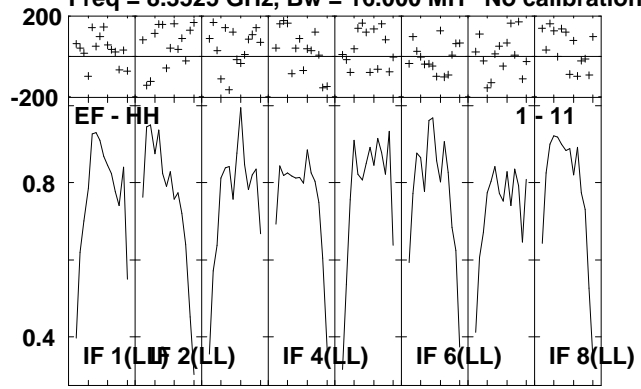 Freq = 8.3525 GHz, Bw = 16.000 MH No calibration
200
-200
EF - HH 1 - 11
0.8
0.4
IF 1(LL) IF 2(LL) IF 4(LL) IF 6(LL) IF 8(LL)